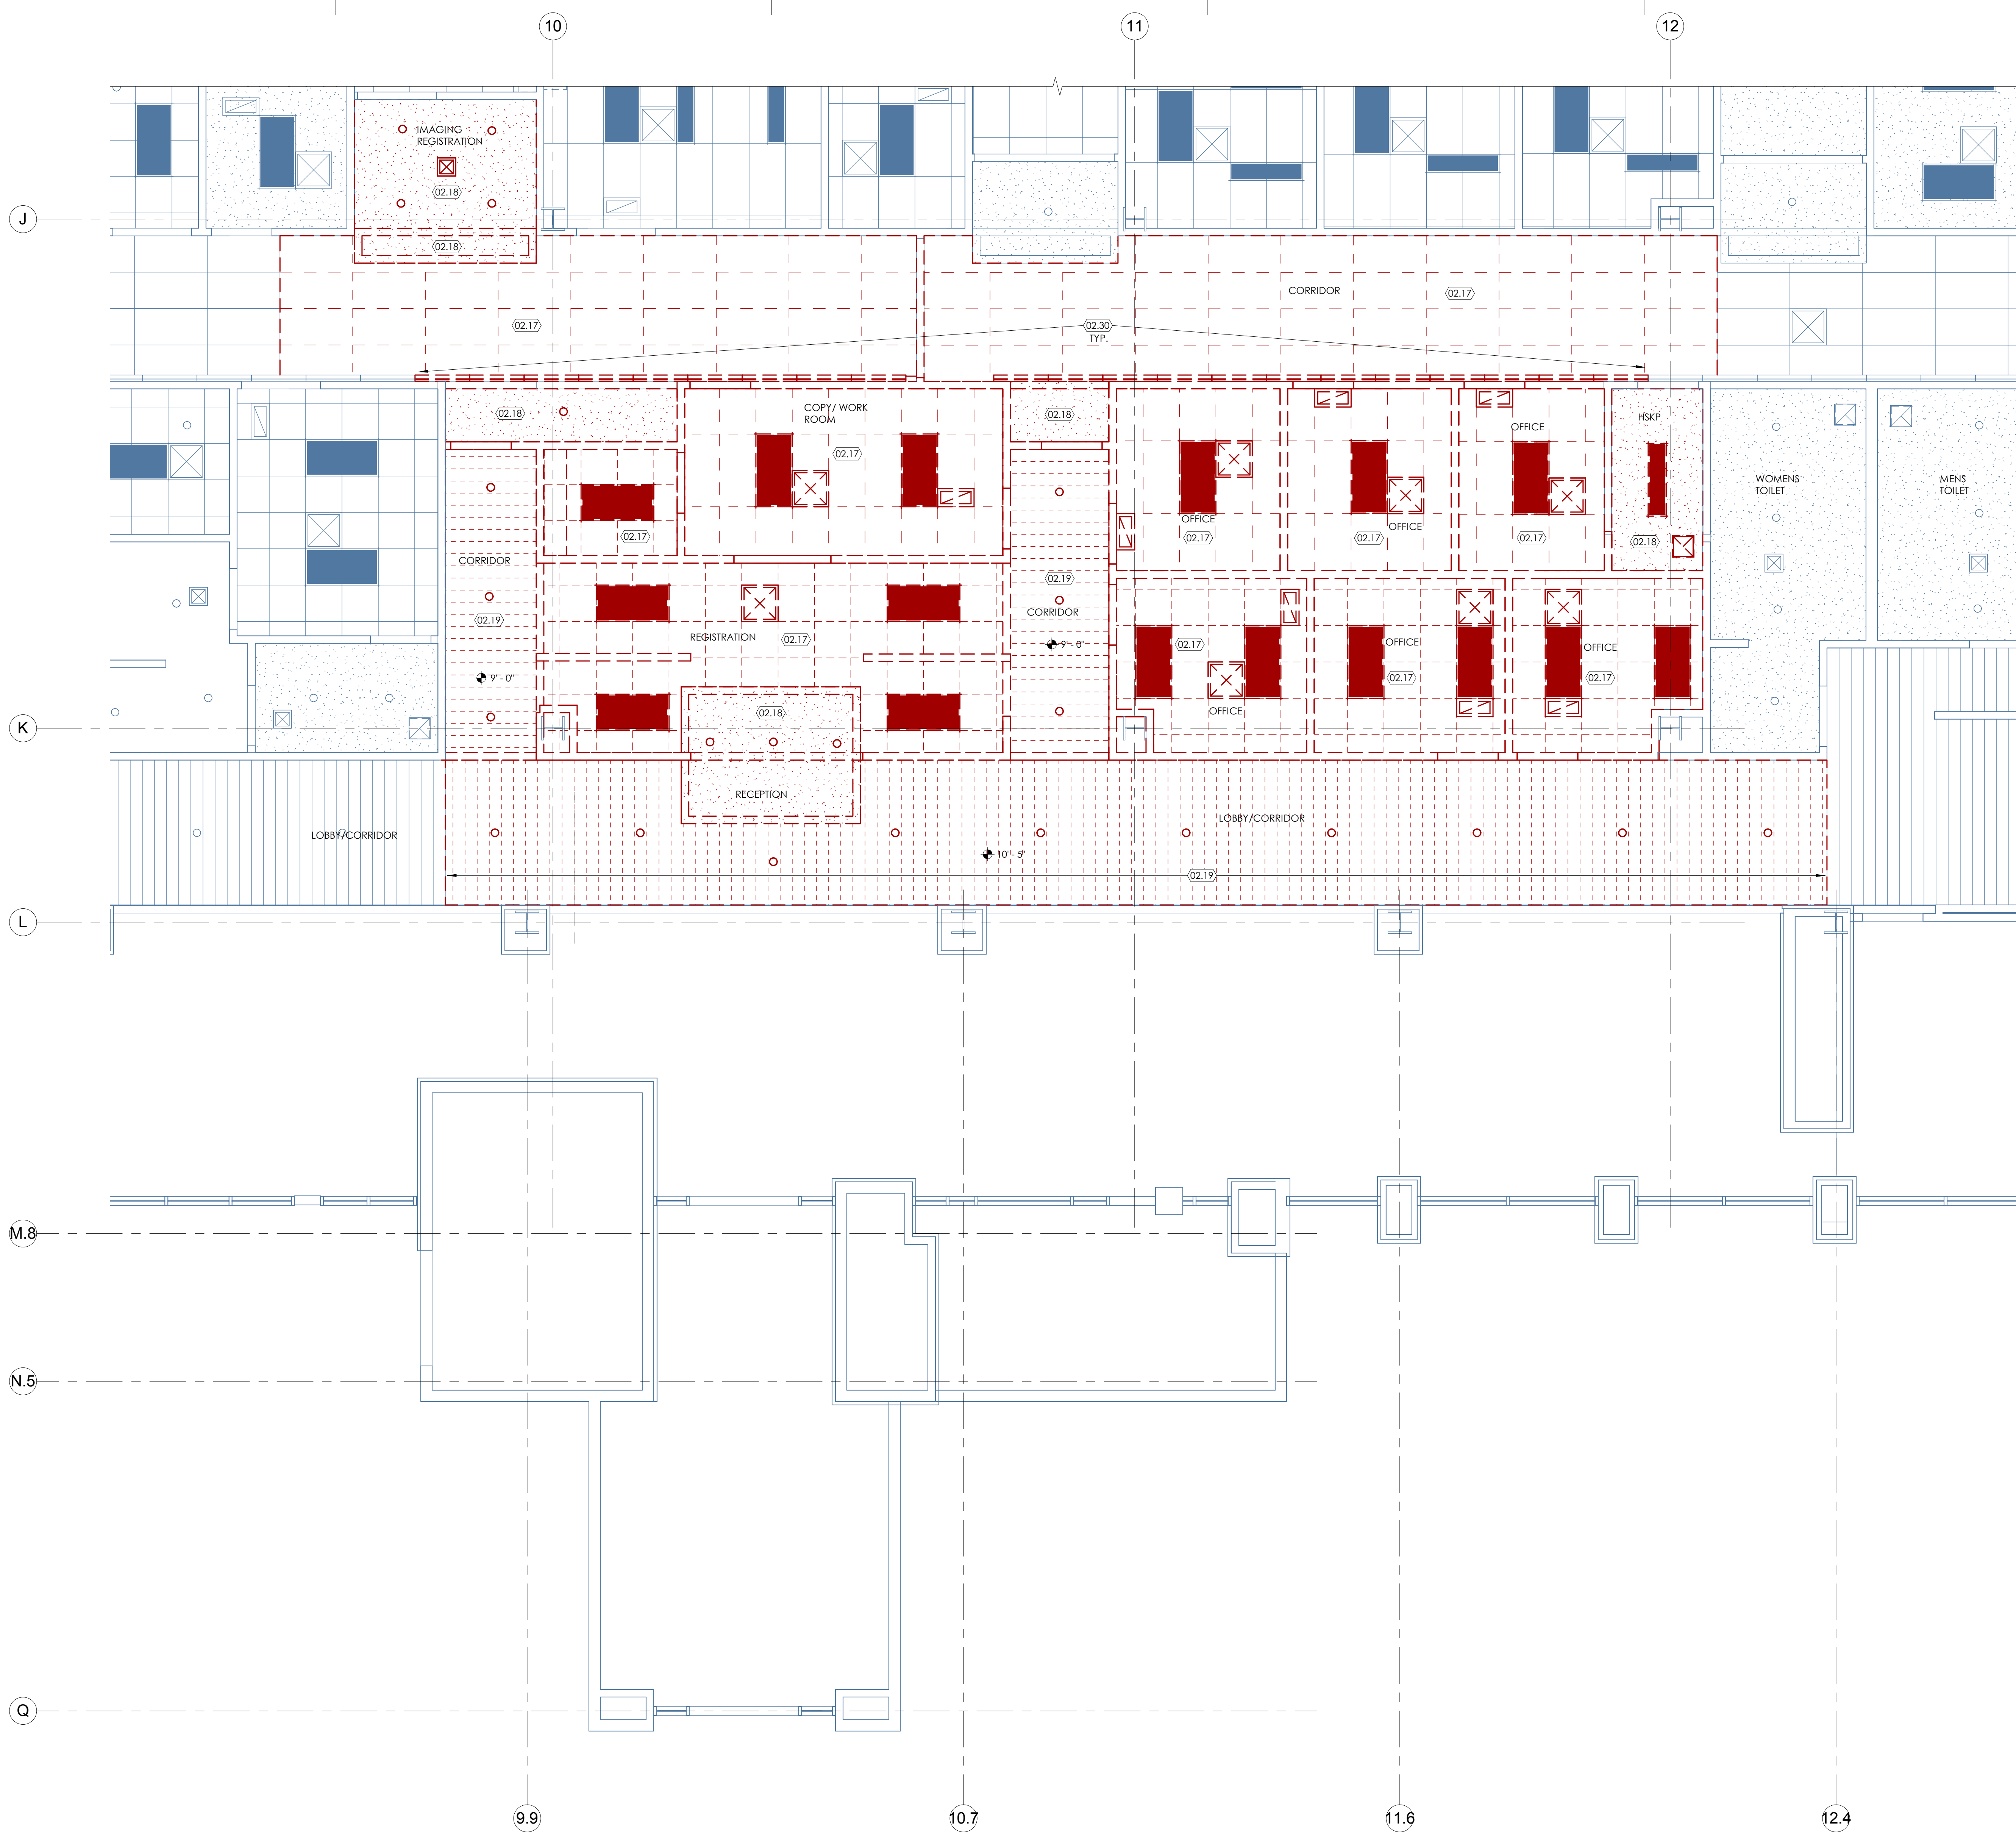 10
11
12
IMAGING
REGISTRATION
02.18
J
02.18
CORRIDOR
02.17
02.17
02.30
TYP.
02.18
COPY/ WORK
ROOM
02.18
OFFICE
HSKP
02.17
WOMENS
TOILET
MENS
TOILET
OFFICE
OFFICE
02.17
02.17
02.17
02.17
02.18
CORRIDOR
02.19
CORRIDOR
02.19
REGISTRATION
02.17
9' - 0"
02.17
OFFICE
OFFICE
9' - 0"
02.17
02.17
02.18
OFFICE
K
RECEPTION
LOBBY/CORRIDOR
LOBBY/CORRIDOR
10' - 5"
02.19
L
M.8
N.5
Q
9.9
10.7
11.6
12.4